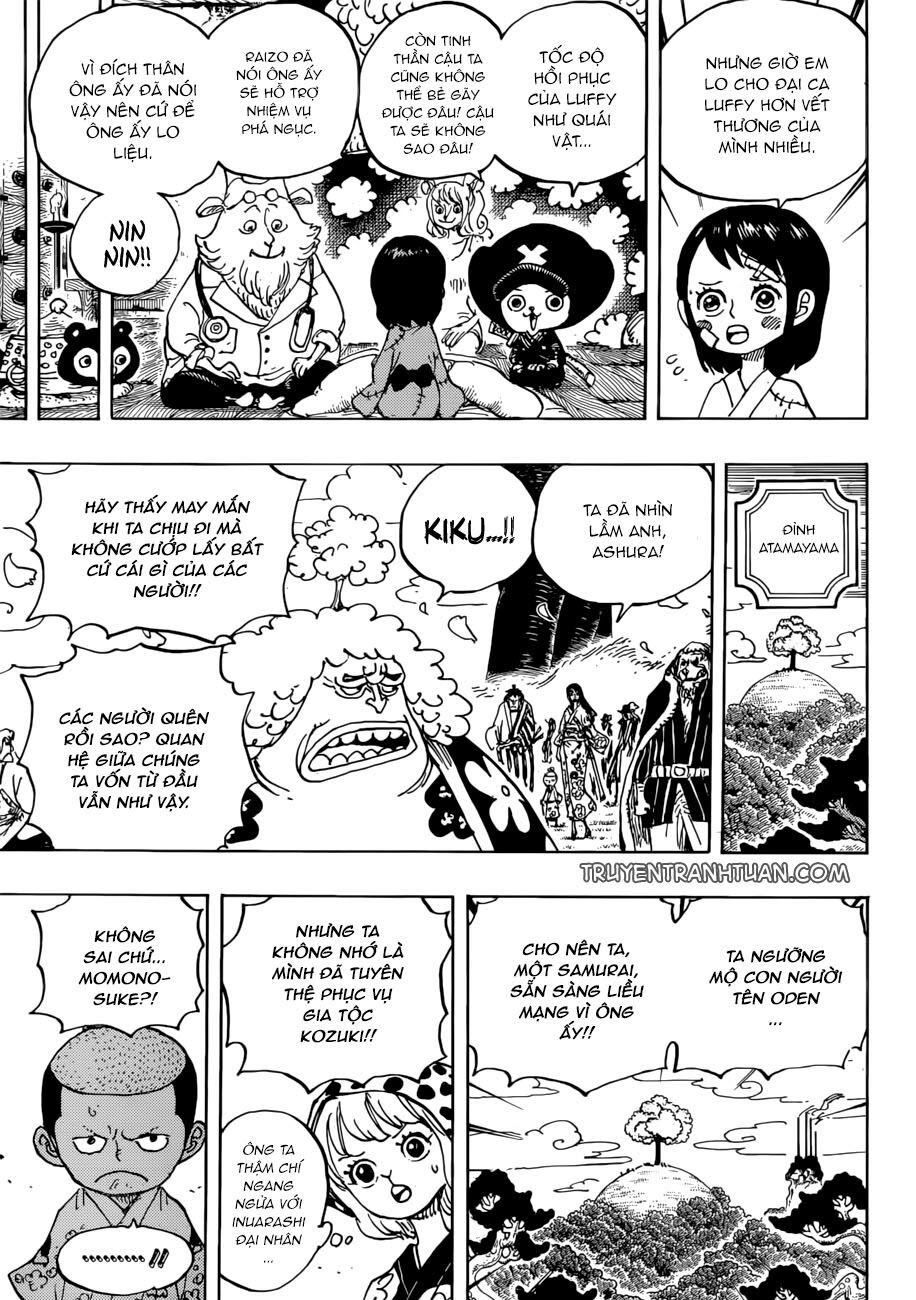 NHƯNG GIỜ EM
LO CHO ĐẠI CA
LUFFY HƠN VẾT
THƯƠNG CỦA
MÌNH NHIỀU.
TỐC ĐỘ
HỒI PHỤC
CỦA LUFFY
NHƯ QUÁI
VẬT...
CÒN TINH
THẦN CẬU TA
CŨNG KHÔNG
THỂ BẺ GÃY
ĐƯỢC ĐÂU! CẬU
TA SẼ KHÔNG
SAO ĐÂU!
RAIZO ĐÃ
NÓI ÔNG ẤY
SẼ HỖ TRỢ
NHIỆM VỤ
PHÁ NGỤC.
VÌ ĐÍCH THÂN
ÔNG ẤY ĐÃ NÓI
VẬY NÊN CỨ ĐỂ
ÔNG ẤY LO
LIỆU.
NIN
NIN!!
ĐỈNH
ATAMAYAMA
TA ĐÃ NHÌN
LẦM ANH,
ASHURA!
KIKU...!!
HÃY THẤY MAY MẮN
KHI TA CHỊU ĐI MÀ
KHÔNG CƯỚP LẤY BẤT
CỨ CÁI GÌ CỦA CÁC
NGƯỜI!!
CÁC NGƯỜI QUÊN
RỒI SAO? QUAN
HỆ GIỮA CHÚNG
TA VỐN TỪ ĐẦU
VẪN NHƯ VẬY.
TRUYENTRANHTUAN.COM
TA NGƯỠNG
MỘ CON NGƯỜI
TÊN ODEN
...
CHO NÊN TA,
MỘT SAMURAI,
SẴN SÀNG LIỀU
MẠNG VÌ ÔNG
ẤY!!
NHƯNG TA
KHÔNG NHỚ LÀ
MÌNH ĐÃ TUYÊN
THỆ PHỤC VỤ
GIA TỘC
KOZUKI!!
ÔNG TA
THẬM CHÍ
NGANG
NGỬA VỚI
INUARASHI
ĐẠI NHÂN
...
KHÔNG
SAI CHỨ...
MOMONO-
SUKE?!
..........!!